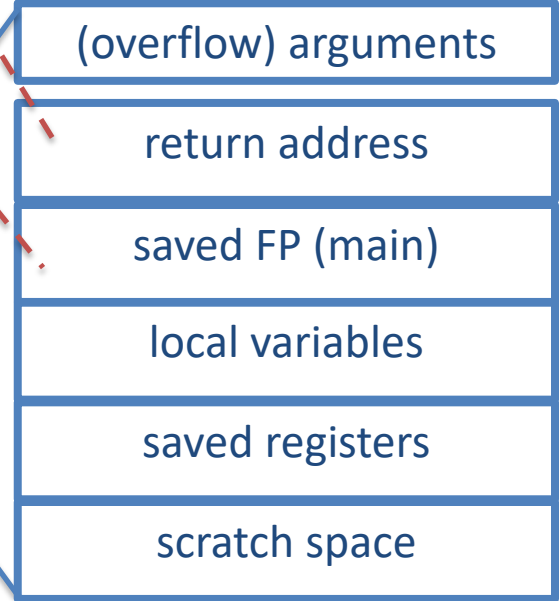 (overflow) arguments
return address
saved FP (main)
local variables
saved registers
scratch space